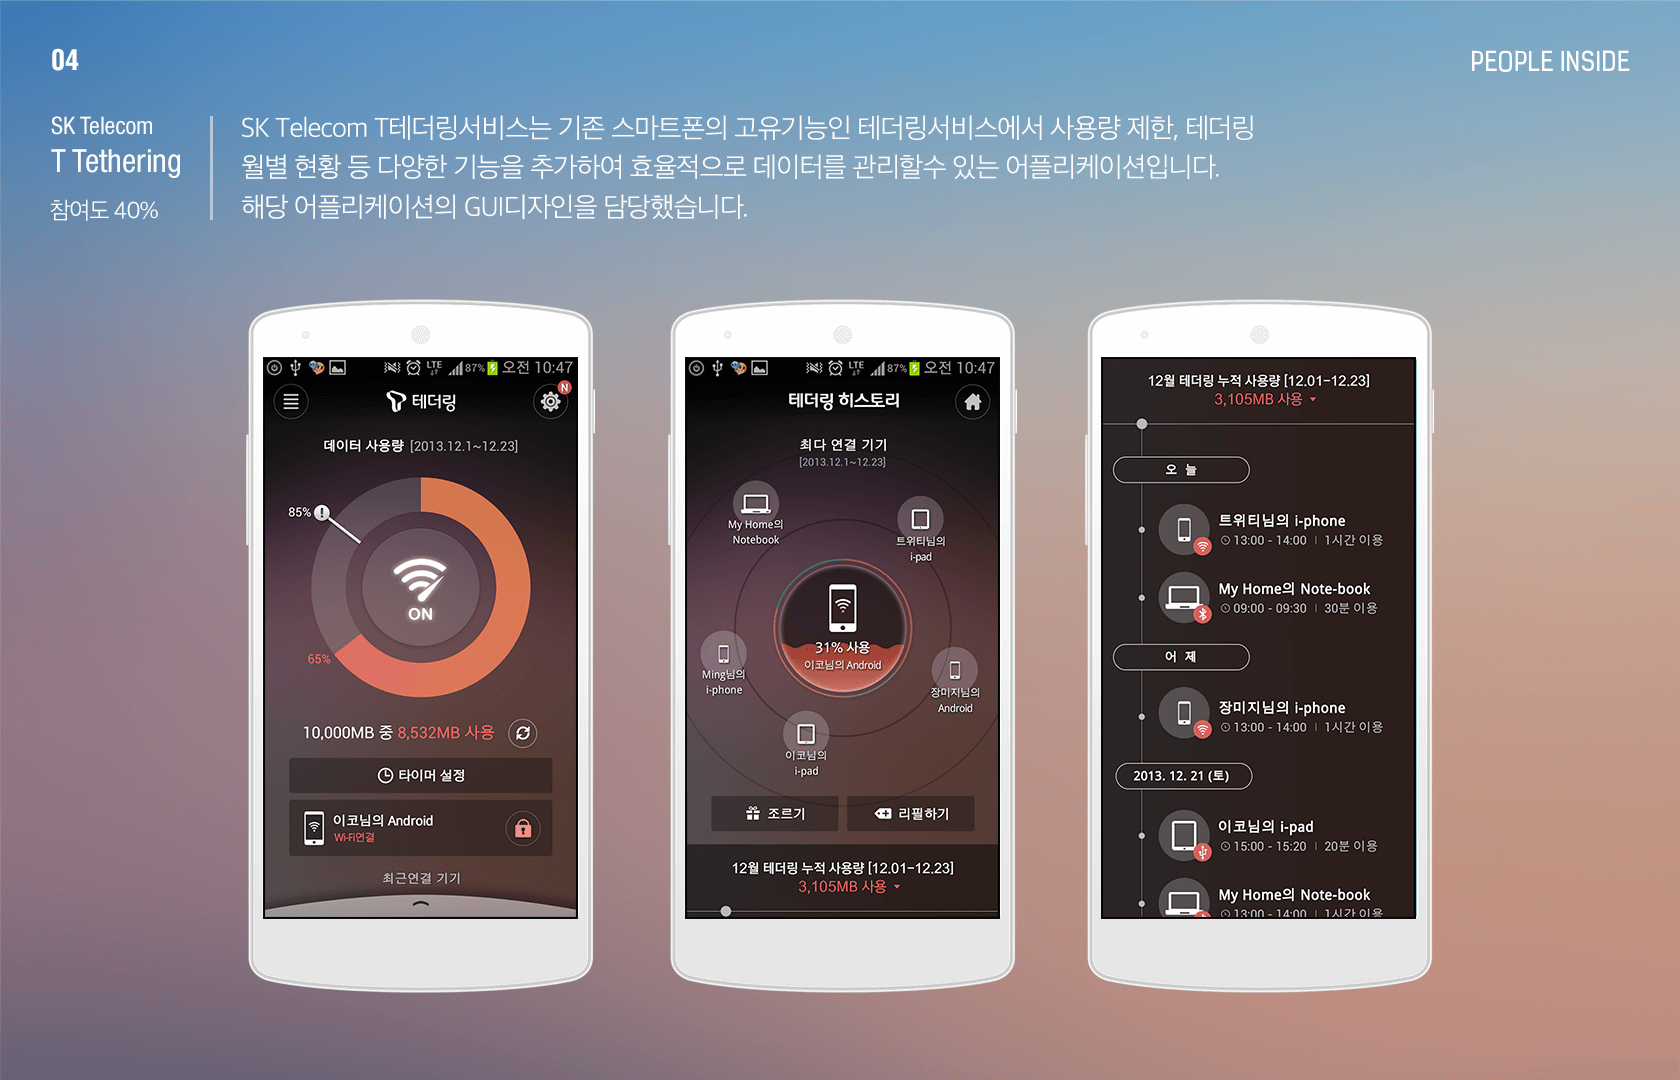 04
PEOPLE INSIDE
SK Telecom
T Tethering
참여도 40%
SK Telecom T테더링서비스는 기존 스마트폰의 고유기능인 테더링서비스에서 사용량 제한, 테더링
월별 현황 등 다양한 기능을 추가하여 효율적으로 데이터를 관리할수 있는 어플리케이션입니다.
해당 어플리케이션의 GUI디자인을 담당했습니다.
LTE 87% 오전 10:47
테더링
N
데이터 사용량 [2013.12.1~12.23]
85%
ON
65%
10,000MB 중 8,532MB 사용
타이머 설정
이코님의 Android
Wi-Fi연결
최근연결 기기
LTE 87% 오전 10:47
테더링 히스토리
최다 연결 기기
[2013.12.1~12.23]
My Home의
Notebook
트위티님의
i-pad
31% 사용
이코님의 Android
Ming님의
i-phone
장미지님의
Android
이코님의
i-pad
조르기
리필하기
12월 테더링 누적 사용량 [12.01-12.23]
3,105MB 사용
12월 테더링 누적 사용량 [12.01-12.23]
3,105MB 사용
오 늘
트위티님의 i-phone
13:00 - 14:00 | 1시간 이용
My Home의 Note-book
09:00 - 09:30 | 30분 이용
어 제
장미지님의 i-phone
13:00 - 14:00 | 1시간 이용
2013. 12. 21 (토)
이코님의 i-pad
15:00 - 15:20 | 20분 이용
My Home의 Note-book
13:00 - 14:00 | 1시간 이용